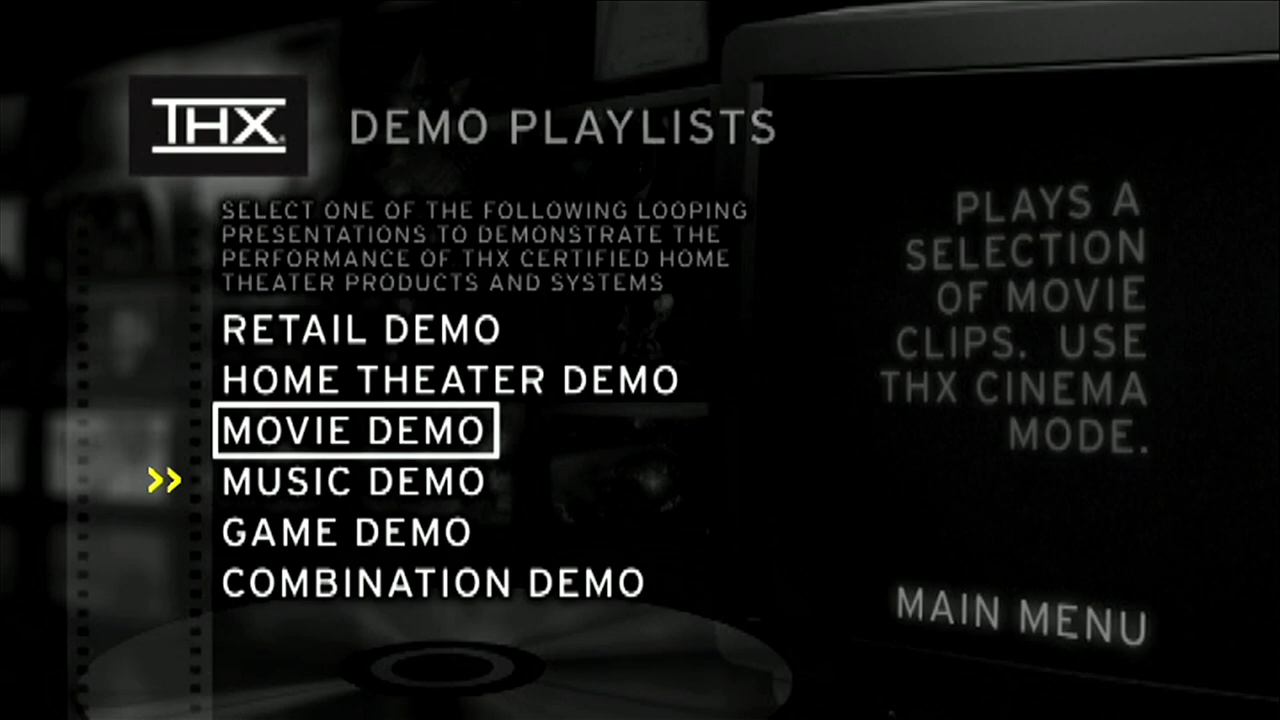 THX
DEMO PLAYLISTS
SELECT ONE OF THE FOLLOWING LOOPING
PRESENTATIONS TO DEMONSTRATE THE
PERFORMANCE OF THX CERTIFIED HOME
THEATER PRODUCTS AND SYSTEMS
RETAIL DEMO
HOME THEATER DEMO
MOVIE DEMO
>> MUSIC DEMO
GAME DEMO
COMBINATION DEMO
PLAYS A
SELECTION
OF MOVIE
CLIPS. USE
THX CINEMA
MODE.
MAIN MENU